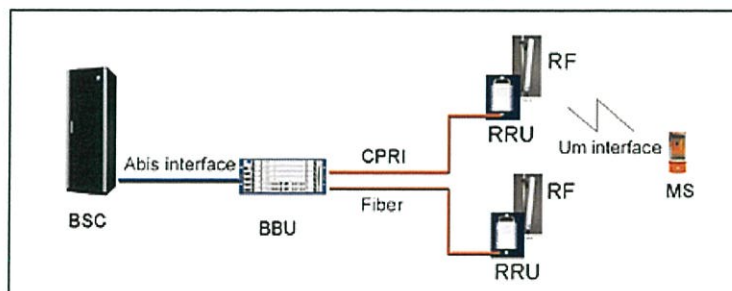 RF
RRU
CPRI
Um interface
Abis interface
MS
BSC
BBU
Fiber
RF
RRU